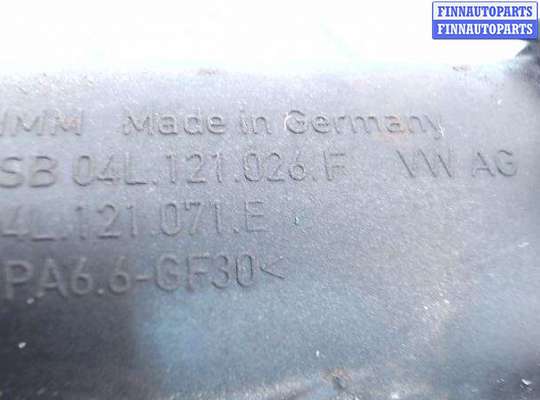 FINNAUTOPARTS
FINNAUTOPARTS
Made in Germany
SB 04L.121.026.F VW AG
4L.121.071.E
PA6.6-GF30<